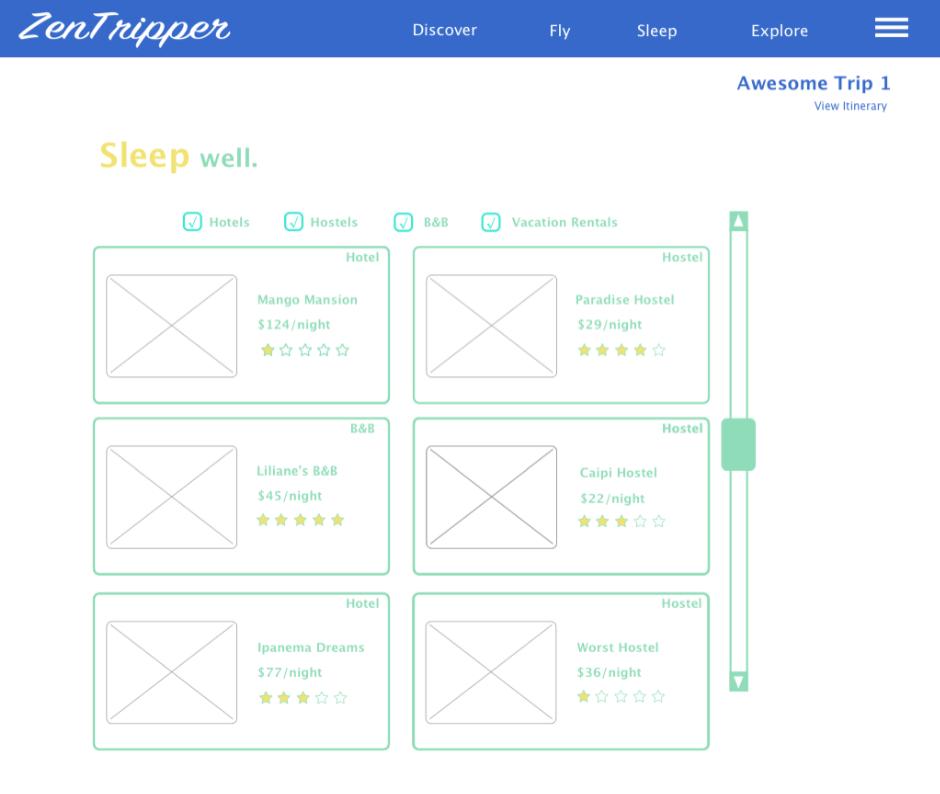 ZenTripper Discover Fly Sleep Explore
Awesome Trip 1
View Itinerary
Sleep well.
Hotels Hostels B&B Vacation Rentals
Hotel
Mango Mansion
$124/night
Hostel
Paradise Hostel
$29/night
B&B
Liliane's B&B
$45/night
Hostel
Caipi Hostel
$22/night
Hotel
Ipanema Dreams
$77/night
Hostel
Worst Hostel
$36/night